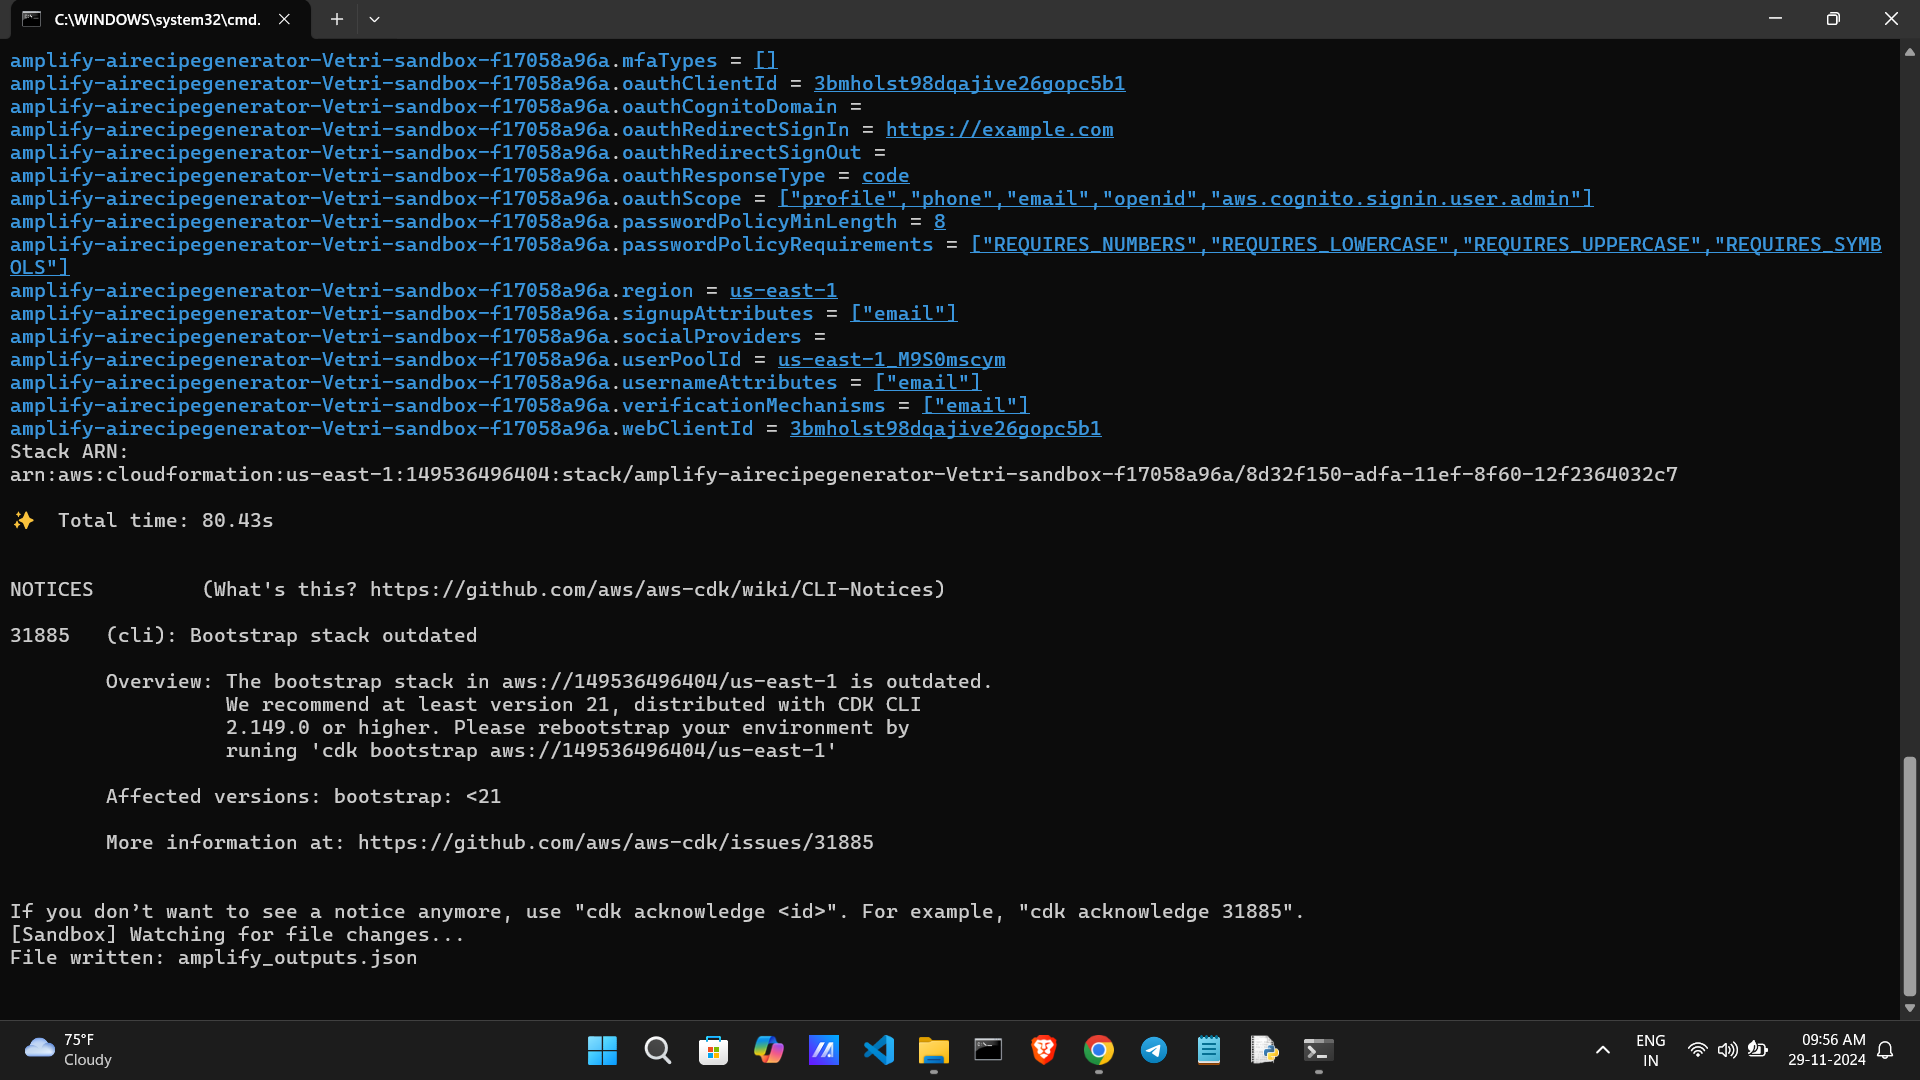 C:\WINDOWS\system32\cmd.
amplify-airecipegenerator-Vetri-sandbox-f17058a96a.mfaTypes = []
amplify-airecipegenerator-Vetri-sandbox-f17058a96a.oauthClientId = 3bmholst98dqajive26gopc5b1
amplify-airecipegenerator-Vetri-sandbox-f17058a96a.oauthCognitoDomain =
amplify-airecipegenerator-Vetri-sandbox-f17058a96a.oauthRedirectSignIn = https://example.com
amplify-airecipegenerator-Vetri-sandbox-f17058a96a.oauthRedirectSignOut =
amplify-airecipegenerator-Vetri-sandbox-f17058a96a.oauthResponseType = code
amplify-airecipegenerator-Vetri-sandbox-f17058a96a.oauthScope = ["profile","phone","email","openid","aws.cognito.signin.user.admin"]
amplify-airecipegenerator-Vetri-sandbox-f17058a96a.passwordPolicyMinLength = 8
amplify-airecipegenerator-Vetri-sandbox-f17058a96a.passwordPolicyRequirements = ["REQUIRES_NUMBERS","REQUIRES_LOWERCASE","REQUIRES_UPPERCASE","REQUIRES_SYMB
OLS"]
amplify-airecipegenerator-Vetri-sandbox-f17058a96a.region = us-east-1
amplify-airecipegenerator-Vetri-sandbox-f17058a96a.signupAttributes = ["email"]
amplify-airecipegenerator-Vetri-sandbox-f17058a96a.socialProviders =
amplify-airecipegenerator-Vetri-sandbox-f17058a96a.userPoolId = us-east-1_M9S0mscym
amplify-airecipegenerator-Vetri-sandbox-f17058a96a.usernameAttributes = ["email"]
amplify-airecipegenerator-Vetri-sandbox-f17058a96a.verificationMechanisms = ["email"]
amplify-airecipegenerator-Vetri-sandbox-f17058a96a.webClientId = 3bmholst98dqajive26gopc5b1
Stack ARN:
arn:aws:cloudformation:us-east-1:149536496404:stack/amplify-airecipegenerator-Vetri-sandbox-f17058a96a/8d32f150-adfa-11ef-8f60-12f2364032c7
✨ Total time: 80.43s
NOTICES (What's this? https://github.com/aws/aws-cdk/wiki/CLI-Notices)
31885 (cli): Bootstrap stack outdated
Overview: The bootstrap stack in aws://149536496404/us-east-1 is outdated.
We recommend at least version 21, distributed with CDK CLI
2.149.0 or higher. Please rebootstrap your environment by
runing 'cdk bootstrap aws://149536496404/us-east-1'
Affected versions: bootstrap: <21
More information at: https://github.com/aws/aws-cdk/issues/31885
If you don’t want to see a notice anymore, use "cdk acknowledge <id>". For example, "cdk acknowledge 31885".
[Sandbox] Watching for file changes...
File written: amplify_outputs.json
75°F
Cloudy
ENG
IN
09:56 AM
29-11-2024